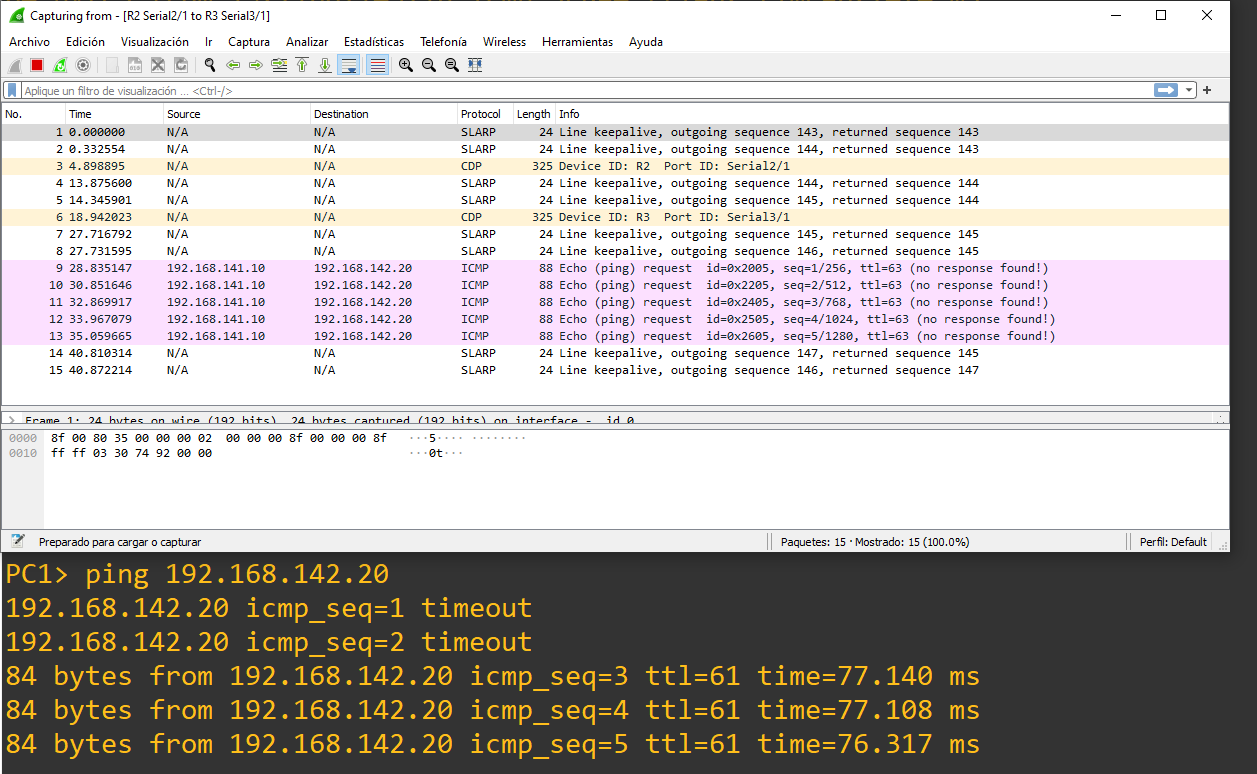 Capturing from - [R2 Serial2/1 to R3 Serial3/1]
Archivo Edición Visualización Ir Captura Analizar Estadísticas Telefonía Wireless Herramientas Ayuda
Aplique un filtro de visualización ... <Ctrl-/>
No. Time Source Destination Protocol Length Info
1 0.000000 N/A N/A SLARP 24 Line keepalive, outgoing sequence 143, returned sequence 143
2 0.332554 N/A N/A SLARP 24 Line keepalive, outgoing sequence 144, returned sequence 143
3 4.898895 N/A N/A CDP 325 Device ID: R2 Port ID: Serial2/1
4 13.875600 N/A N/A SLARP 24 Line keepalive, outgoing sequence 144, returned sequence 144
5 14.345901 N/A N/A SLARP 24 Line keepalive, outgoing sequence 145, returned sequence 144
6 18.942023 N/A N/A CDP 325 Device ID: R3 Port ID: Serial3/1
7 27.716792 N/A N/A SLARP 24 Line keepalive, outgoing sequence 145, returned sequence 145
8 27.731595 N/A N/A SLARP 24 Line keepalive, outgoing sequence 146, returned sequence 145
9 28.835147 192.168.141.10 192.168.142.20 ICMP 88 Echo (ping) request id=0x2005, seq=1/256, ttl=63 (no response found!)
10 30.851646 192.168.141.10 192.168.142.20 ICMP 88 Echo (ping) request id=0x2205, seq=2/512, ttl=63 (no response found!)
11 32.869917 192.168.141.10 192.168.142.20 ICMP 88 Echo (ping) request id=0x2405, seq=3/768, ttl=63 (no response found!)
12 33.967079 192.168.141.10 192.168.142.20 ICMP 88 Echo (ping) request id=0x2505, seq=4/1024, ttl=63 (no response found!)
13 35.059665 192.168.141.10 192.168.142.20 ICMP 88 Echo (ping) request id=0x2605, seq=5/1280, ttl=63 (no response found!)
14 40.810314 N/A N/A SLARP 24 Line keepalive, outgoing sequence 147, returned sequence 145
15 40.872214 N/A N/A SLARP 24 Line keepalive, outgoing sequence 146, returned sequence 147
Frame 1: 24 bytes on wire (192 bits), 24 bytes captured (192 bits) on interface -, id 0
0000 8f 00 80 35 00 00 00 02 00 00 00 8f 00 00 00 8f ···5···· ········
0010 ff ff 03 30 74 92 00 00 ···0t···
Preparado para cargar o capturar Paquetes: 15 · Mostrado: 15 (100.0%) Perfil: Default
PC1> ping 192.168.142.20
192.168.142.20 icmp_seq=1 timeout
192.168.142.20 icmp_seq=2 timeout
84 bytes from 192.168.142.20 icmp_seq=3 ttl=61 time=77.140 ms
84 bytes from 192.168.142.20 icmp_seq=4 ttl=61 time=77.108 ms
84 bytes from 192.168.142.20 icmp_seq=5 ttl=61 time=76.317 ms